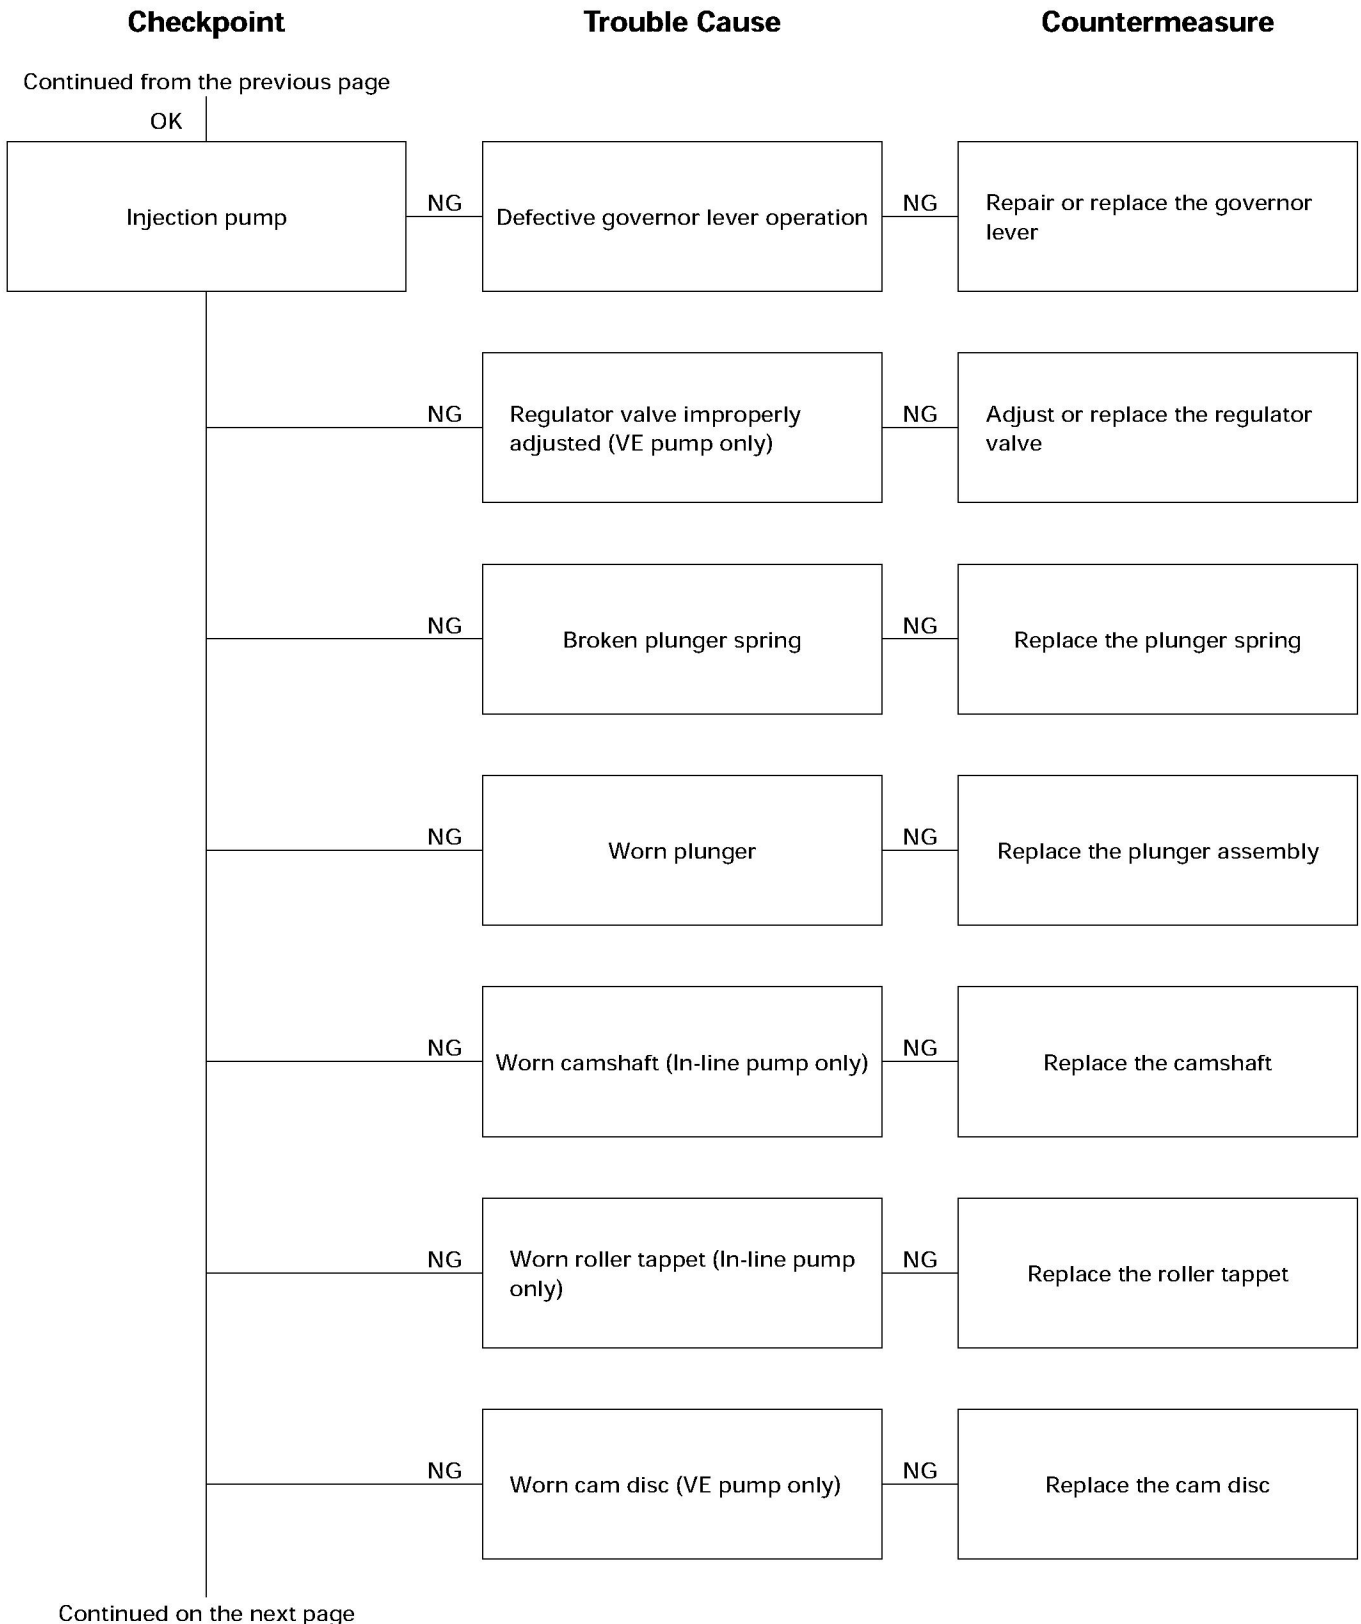 Checkpoint
Trouble Cause
Countermeasure
Continued from the previous page
OK
Injection pump
NG
Defective governor lever operation
NG
Repair or replace the governor
lever
NG
Regulator valve improperly
adjusted (VE pump only)
NG
Adjust or replace the regulator
valve
NG
Broken plunger spring
NG
Replace the plunger spring
NG
Worn plunger
NG
Replace the plunger assembly
NG
Worn camshaft (In-line pump only)
NG
Replace the camshaft
NG
Worn roller tappet (In-line pump
only)
NG
Replace the roller tappet
NG
Worn cam disc (VE pump only)
NG
Replace the cam disc
Continued on the next page